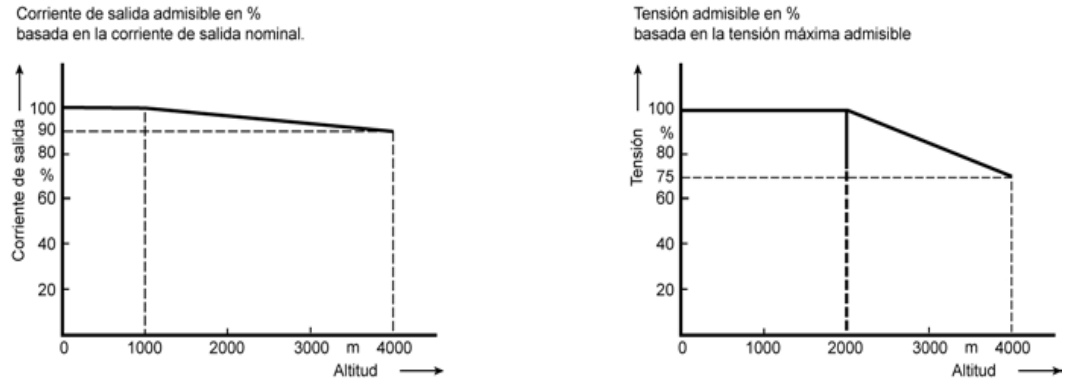 Corriente de salida admisible en %
basada en la corriente de salida nominal.
Corriente de salida
100
90
80
%
60
40
20
0 1000 2000 3000 m 4000
Altitud
Tensión admisible en %
basada en la tensión máxima admisible
Tensión
100
%
80
75
60
40
20
0 1000 2000 3000 m 4000
Altitud